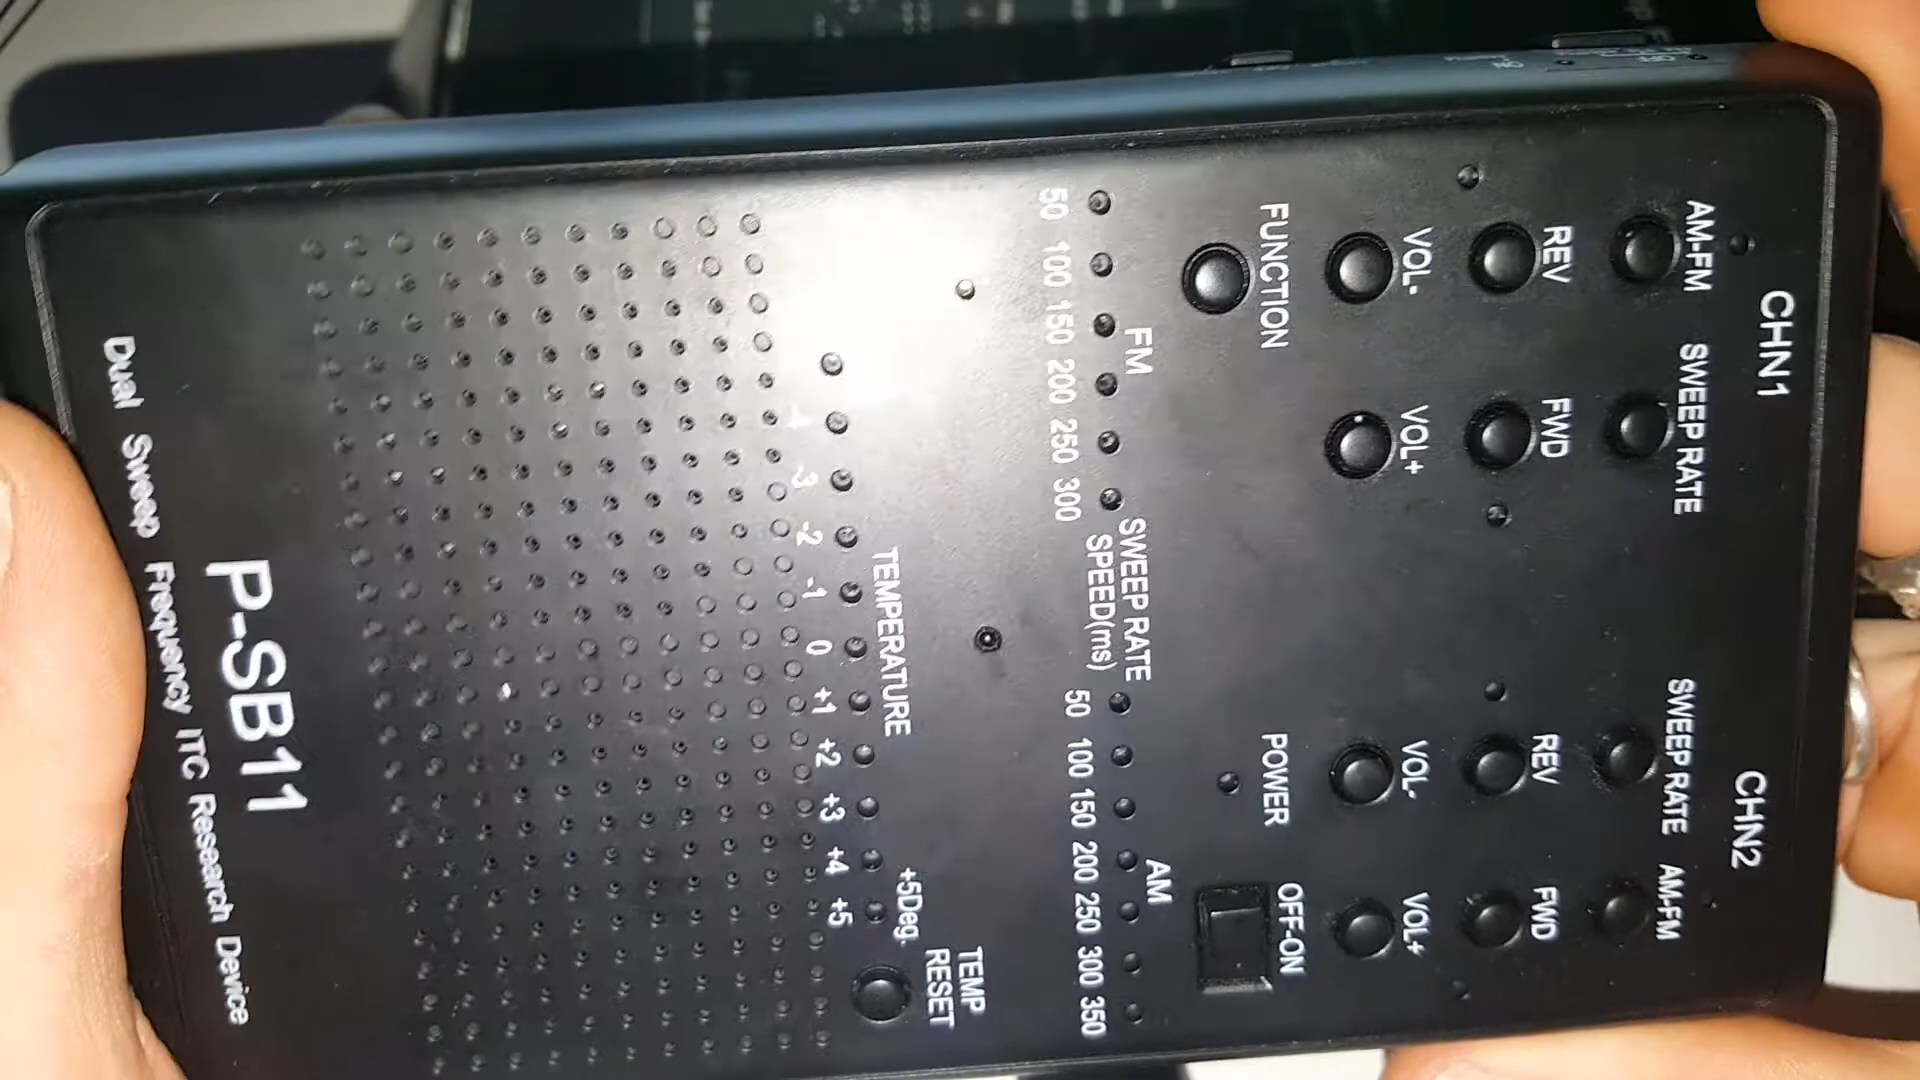 CHN1 CHN2
AM-FM SWEEP RATE SWEEP RATE AM-FM
REV FWD REV FWD
VOL- VOL+ VOL- VOL+
FUNCTION POWER OFF-ON
FM SWEEP RATE AM
SPEED(ms)
50 100 150 200 250 300 50 100 150 200 250 300 350
TEMP
RESET
TEMPERATURE +5Deg.
-4 -3 -2 -1 0 +1 +2 +3 +4 +5
P-SB11
Dual Sweep Frequency ITC Research Device